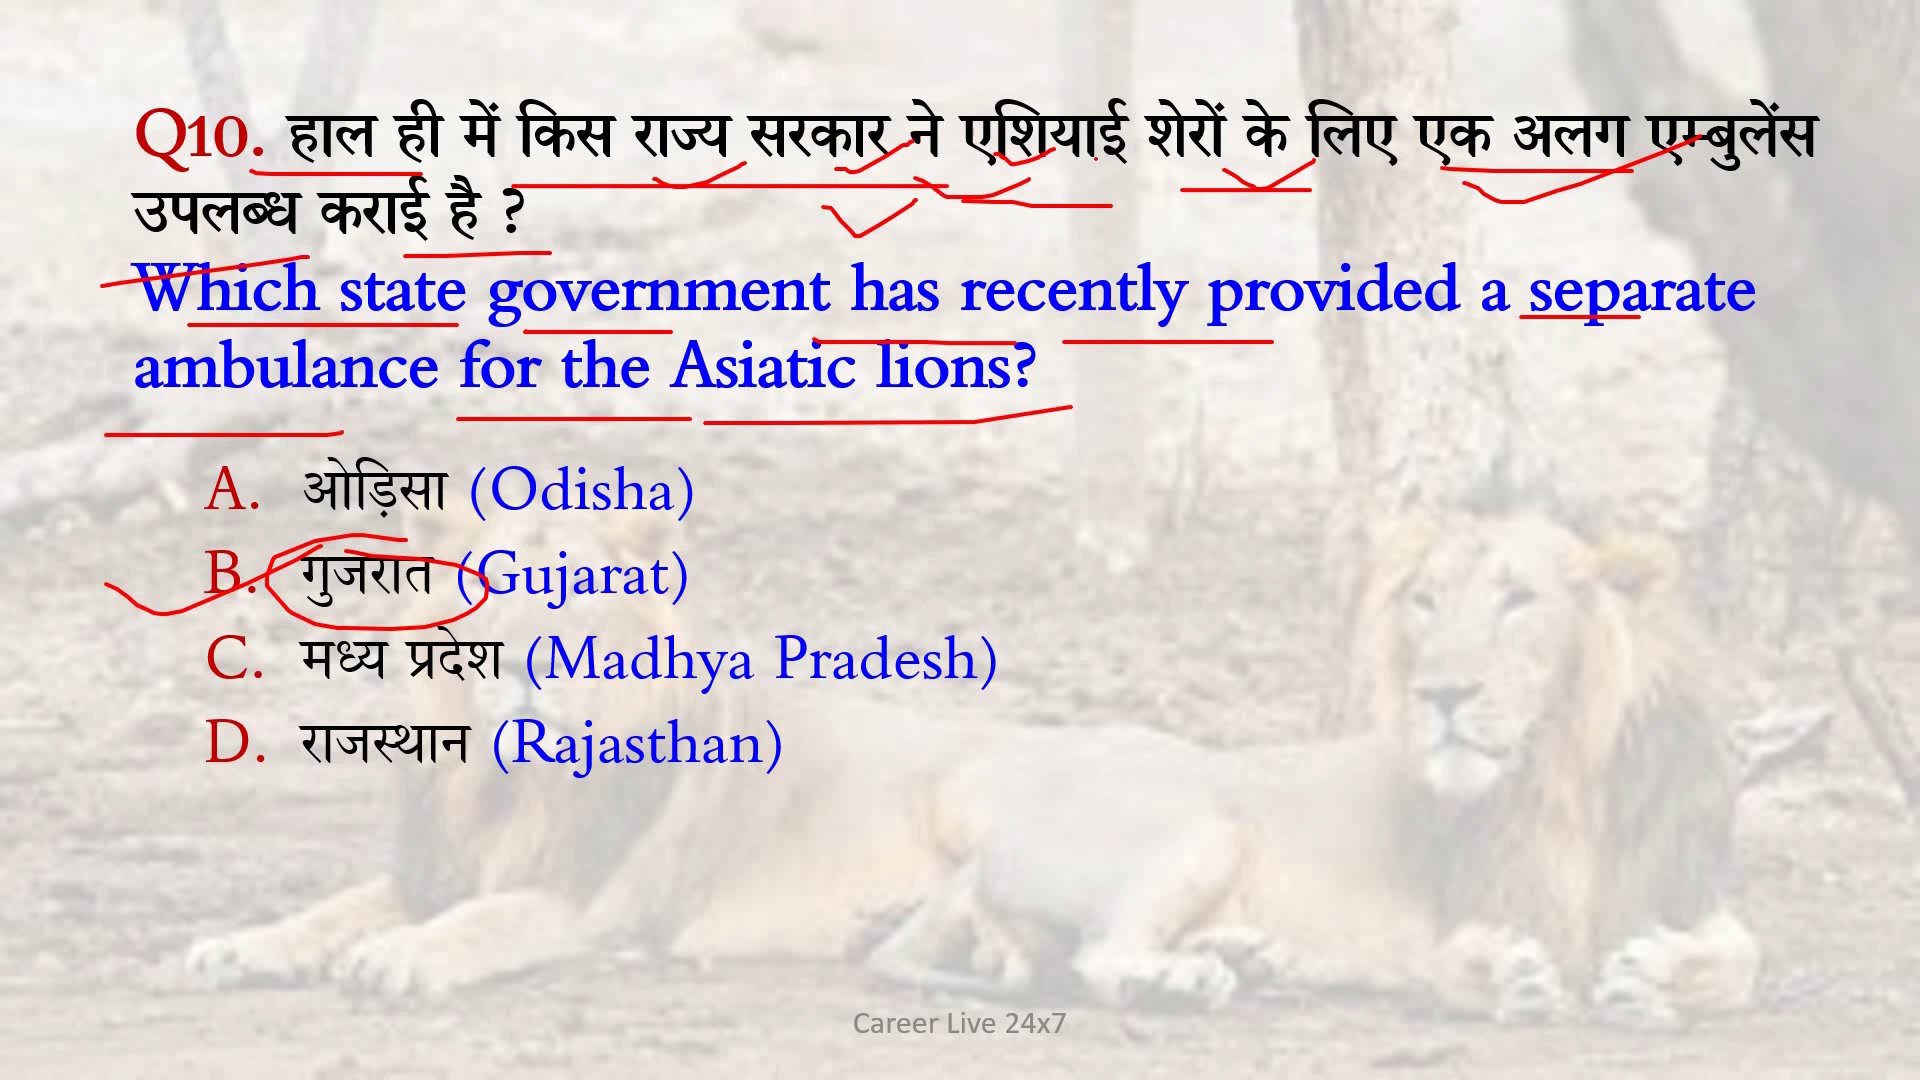 Q10. हाल ही में किस राज्य सरकार ने एशियाई शेरों के लिए एक अलग एम्बुलेंस
उपलब्ध कराई है ?
Which state government has recently provided a separate
ambulance for the Asiatic lions?
A. ओड़िसा (Odisha)
B. गुजरात (Gujarat)
C. मध्य प्रदेश (Madhya Pradesh)
D. राजस्थान (Rajasthan)
Career Live 24x7